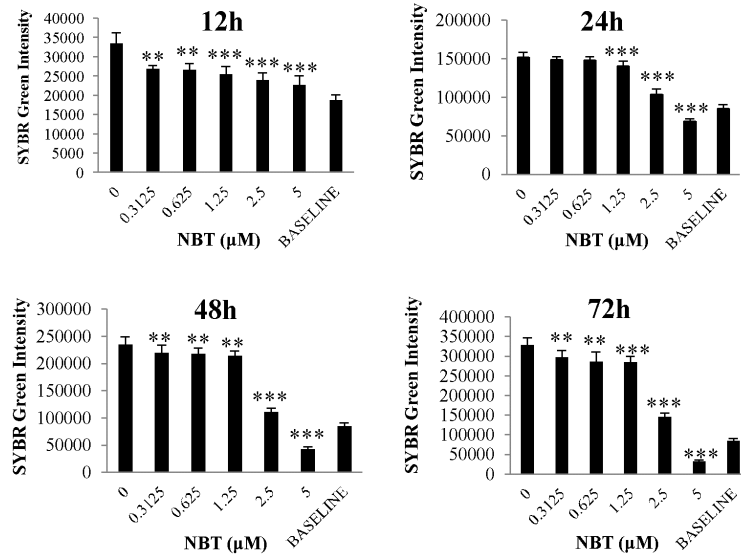 12h
SYBR Green Intensity
40000
35000
30000
25000
20000
15000
10000
5000
0
** ** *** *** ***
0 0.3125 0.625 1.25 2.5 5 BASELINE
NBT (µM)
24h
SYBR Green Intensity
200000
150000
100000
50000
0
***
***
***
0 0.3125 0.625 1.25 2.5 5 BASELINE
NBT (µM)
48h
SYBR Green Intensity
300000
250000
200000
150000
100000
50000
0
** ** **
***
***
0 0.3125 0.625 1.25 2.5 5 BASELINE
NBT (µM)
72h
SYBR Green Intensity
400000
350000
300000
250000
200000
150000
100000
50000
0
** ** ***
***
***
0 0.3125 0.625 1.25 2.5 5 BASELINE
NBT (µM)